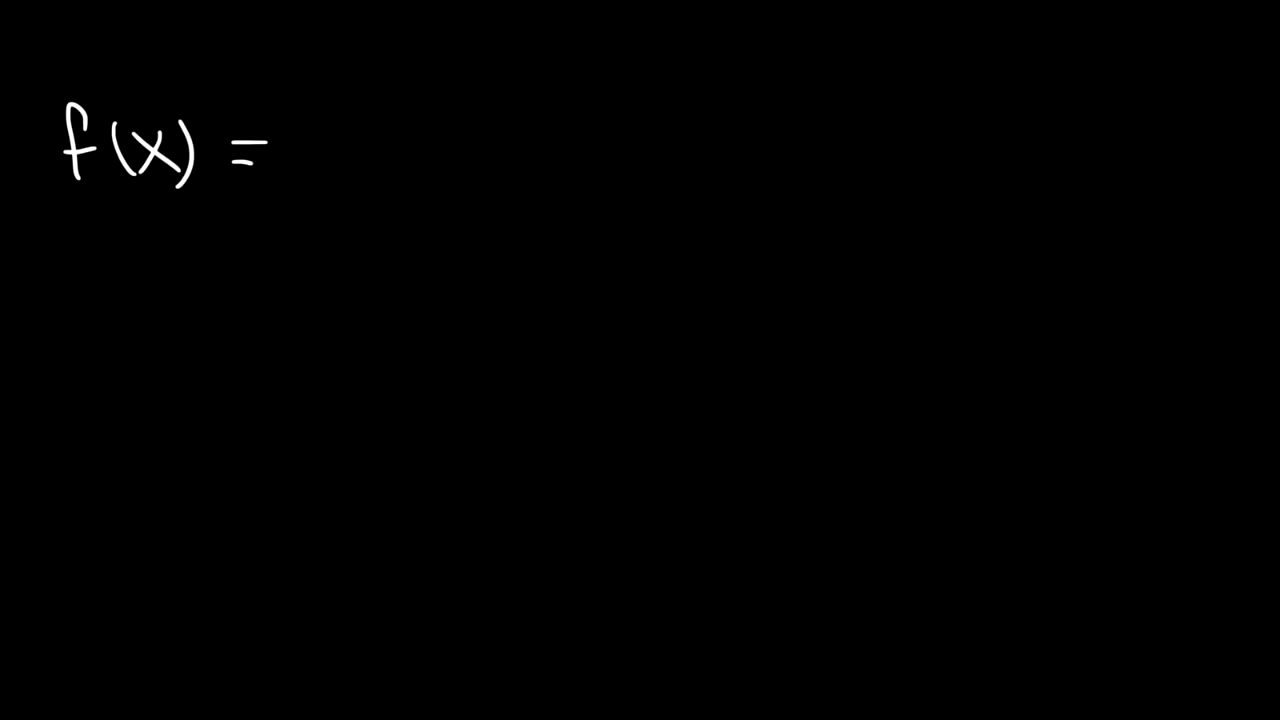 f(x) =